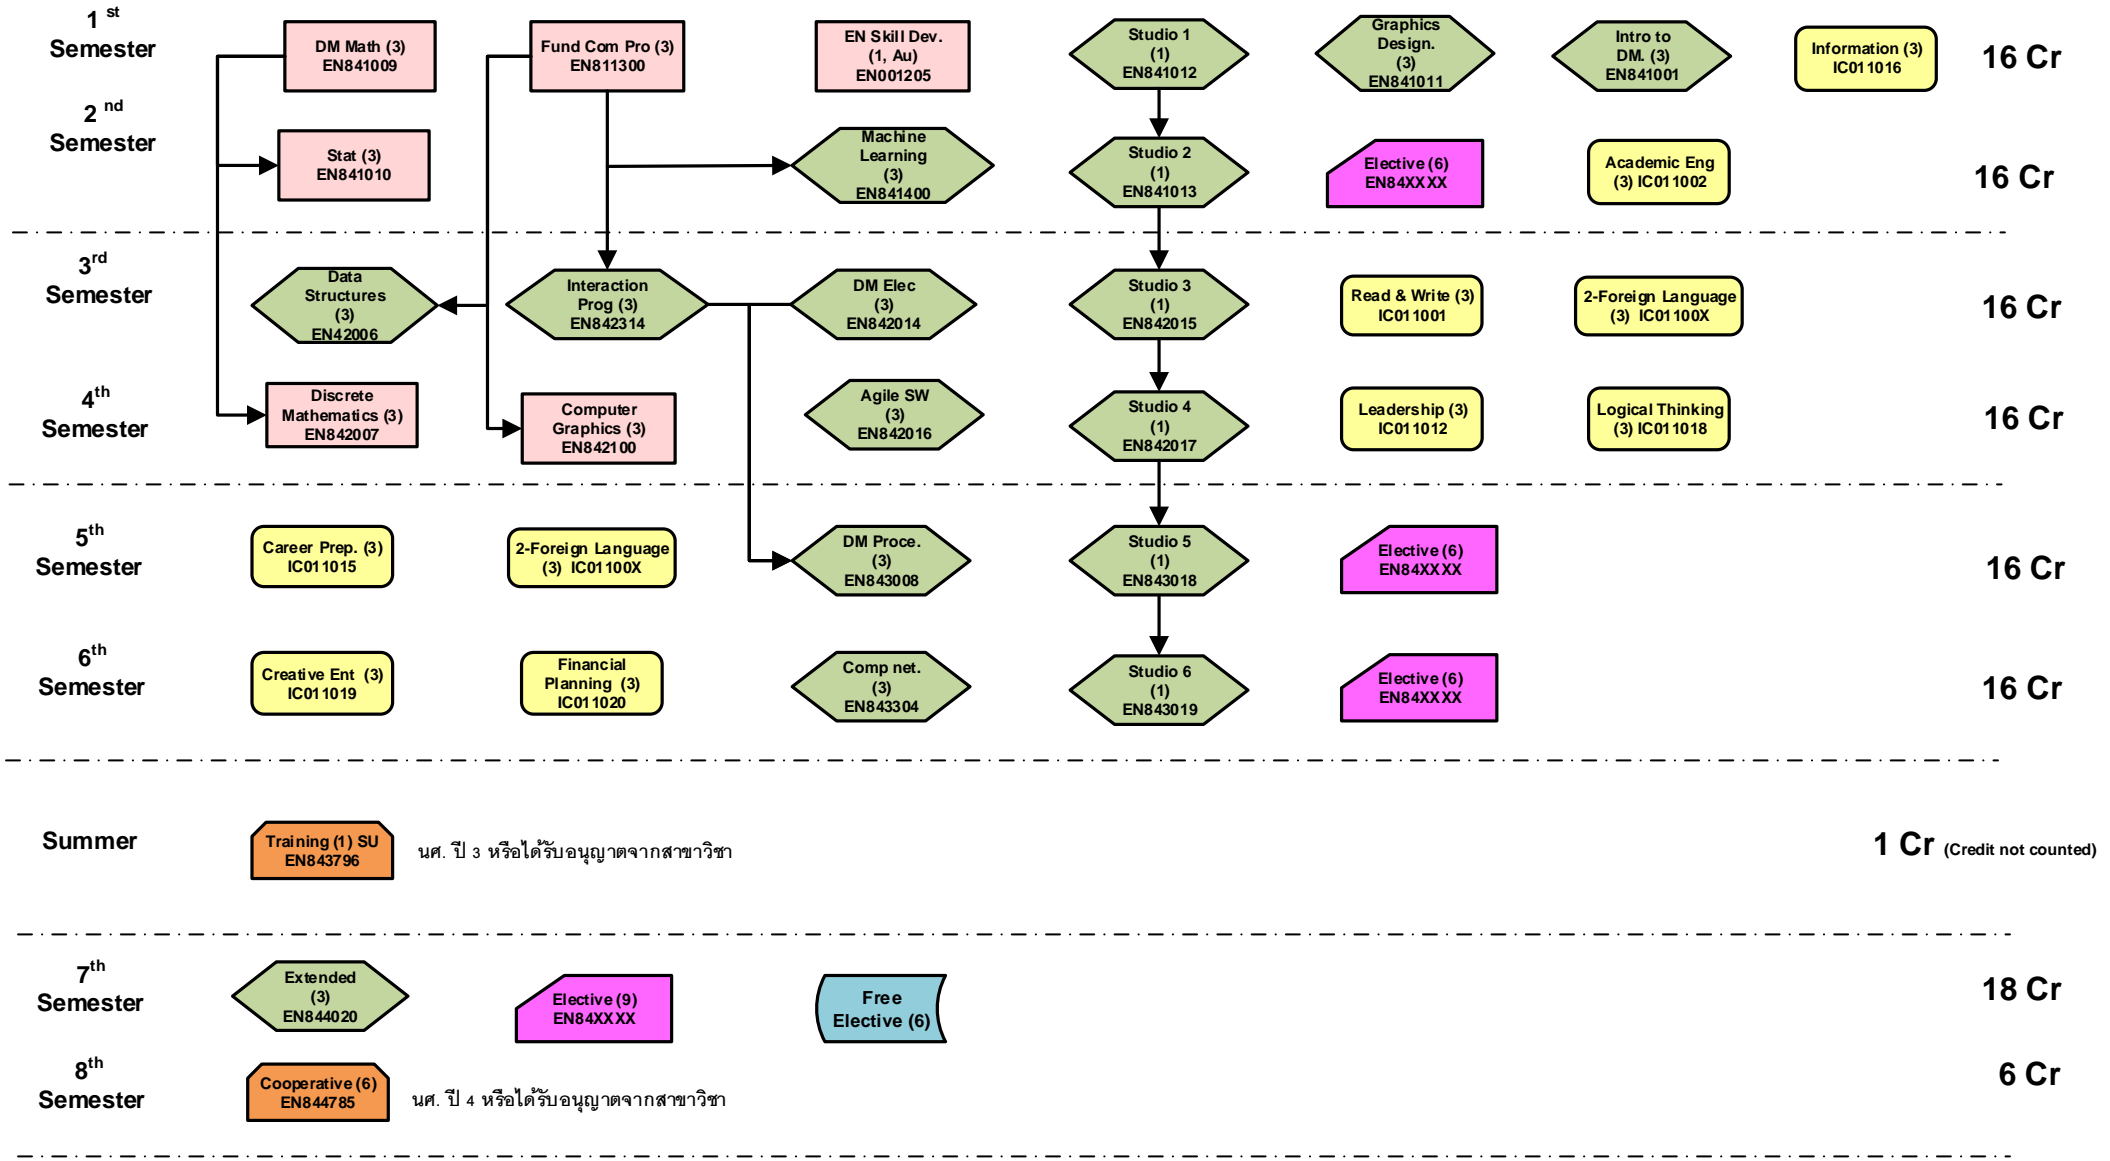 1 st
Semester
DM Math (3)
EN841009
Fund Com Pro (3)
EN811300
EN Skill Dev.
(1, Au)
EN001205
Studio 1
(1)
EN841012
Graphics
Design.
(3)
EN841011
Intro to
DM. (3)
EN841001
Information (3)
IC011016
16 Cr
2 nd
Semester
Stat (3)
EN841010
Machine
Learning
(3)
EN841400
Studio 2
(1)
EN841013
Elective (6)
EN84XXXX
Academic Eng
(3) IC011002
16 Cr
3rd
Semester
Data
Structures
(3)
EN42006
Interaction
Prog (3)
EN842314
DM Elec
(3)
EN842014
Studio 3
(1)
EN842015
Read & Write (3)
IC011001
2-Foreign Language
(3) IC01100X
16 Cr
4th
Semester
Discrete
Mathematics (3)
EN842007
Computer
Graphics (3)
EN842100
Agile SW
(3)
EN842016
Studio 4
(1)
EN842017
Leadership (3)
IC011012
Logical Thinking
(3) IC011018
16 Cr
5th
Semester
Career Prep. (3)
IC011015
2-Foreign Language
(3) IC01100X
DM Proce.
(3)
EN843008
Studio 5
(1)
EN843018
Elective (6)
EN84XXXX
16 Cr
6th
Semester
Creative Ent (3)
IC011019
Financial
Planning (3)
IC011020
Comp net.
(3)
EN843304
Studio 6
(1)
EN843019
Elective (6)
EN84XXXX
16 Cr
Summer
Training (1) SU
EN843796
นศ. ปี 3 หรือได้รับอนุญาตจากสาขาวิชา
1 Cr (Credit not counted)
7th
Semester
Extended
(3)
EN844020
Elective (9)
EN84XXXX
Free
Elective (6)
18 Cr
8th
Semester
Cooperative (6)
EN844785
นศ. ปี 4 หรือได้รับอนุญาตจากสาขาวิชา
6 Cr